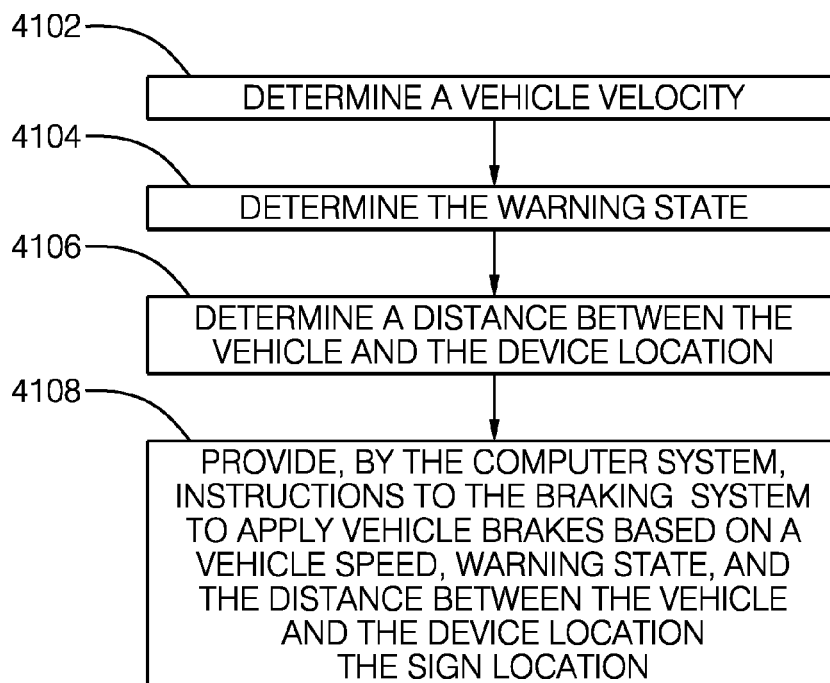 4102
DETERMINE A VEHICLE VELOCITY
4104
DETERMINE THE WARNING STATE
4106
DETERMINE A DISTANCE BETWEEN THE
VEHICLE AND THE DEVICE LOCATION
4108
PROVIDE, BY THE COMPUTER SYSTEM,
INSTRUCTIONS TO THE BRAKING SYSTEM
TO APPLY VEHICLE BRAKES BASED ON A
VEHICLE SPEED, WARNING STATE, AND
THE DISTANCE BETWEEN THE VEHICLE
AND THE DEVICE LOCATION
THE SIGN LOCATION